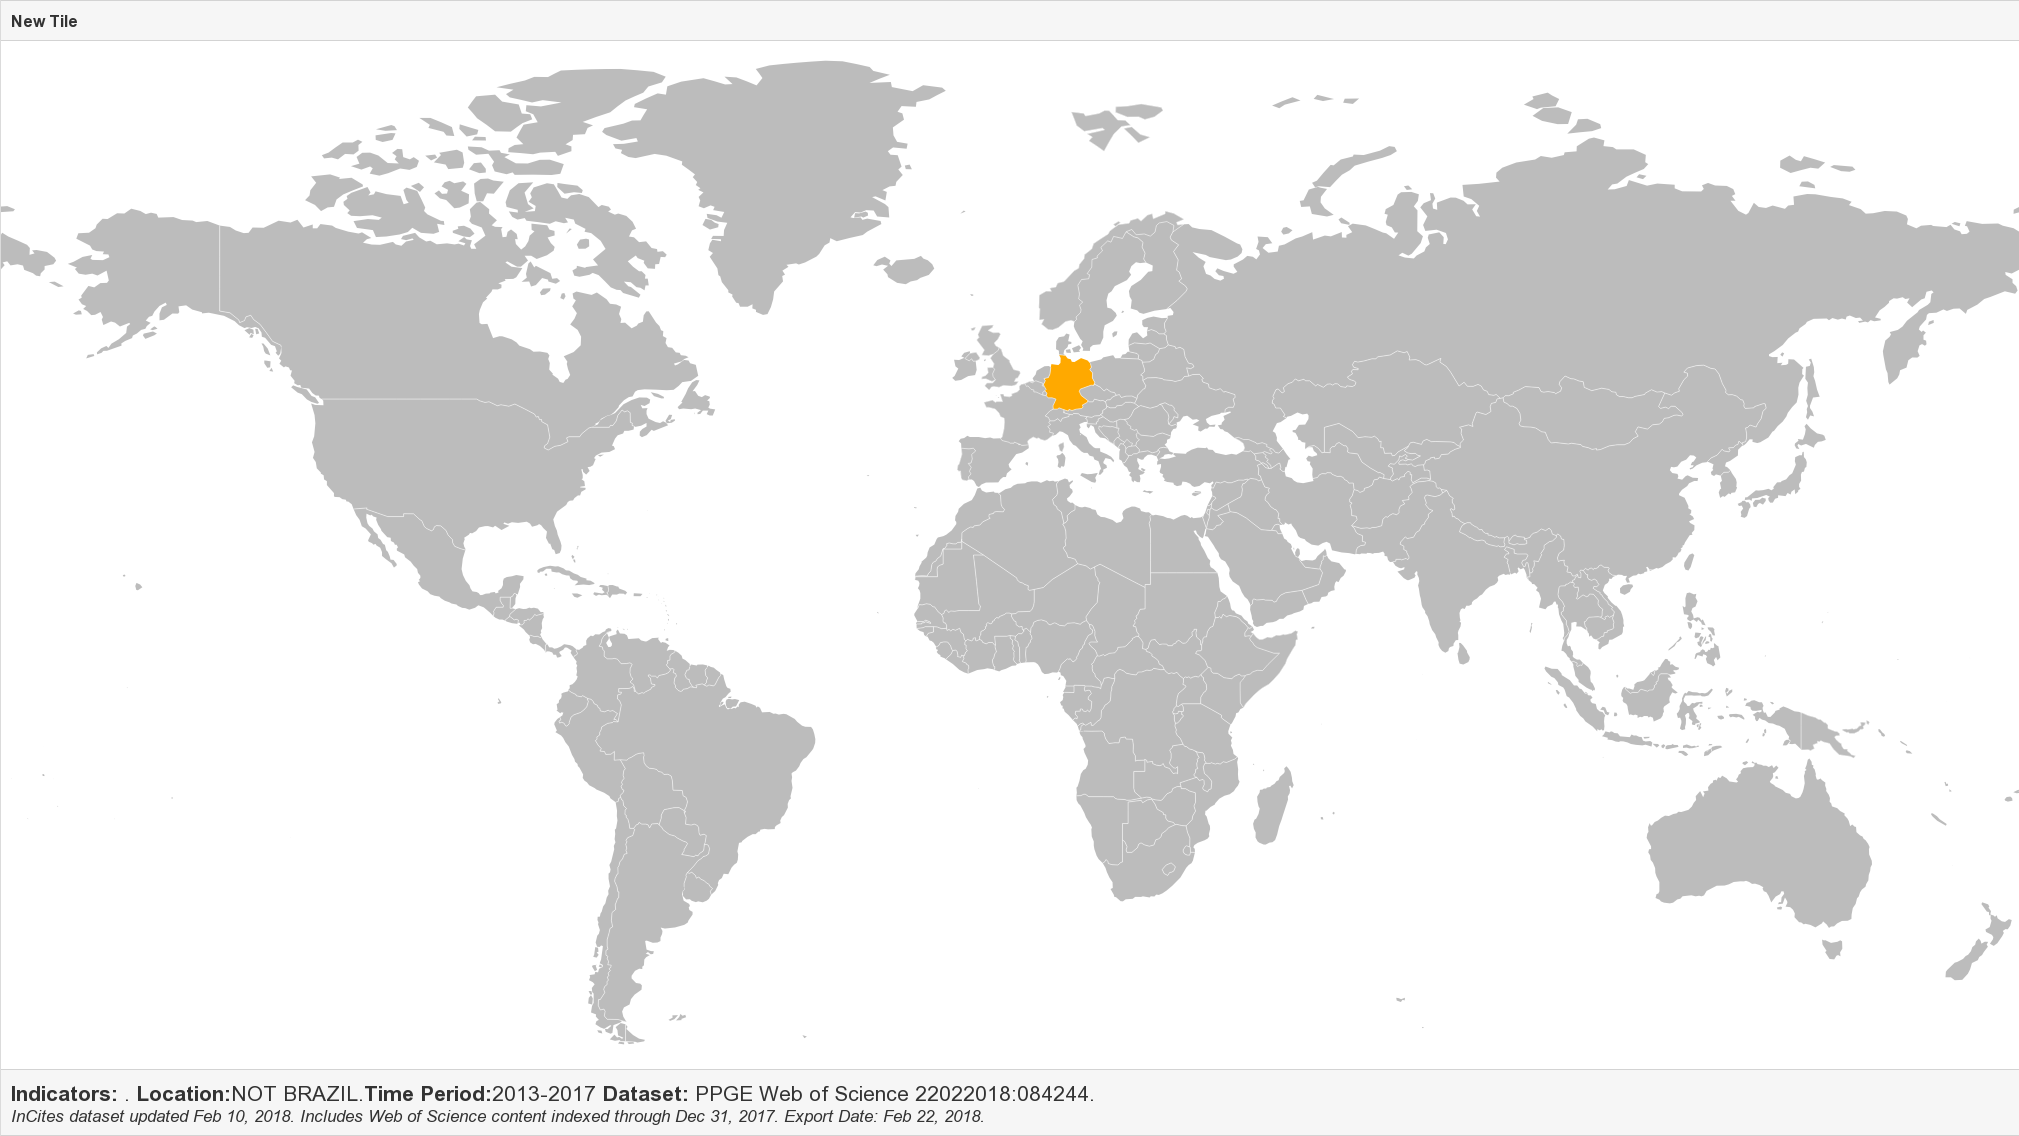 New Tile
Indicators: . Location:NOT BRAZIL.Time Period:2013-2017 Dataset: PPGE Web of Science 22022018:084244.
InCites dataset updated Feb 10, 2018. Includes Web of Science content indexed through Dec 31, 2017. Export Date: Feb 22, 2018.